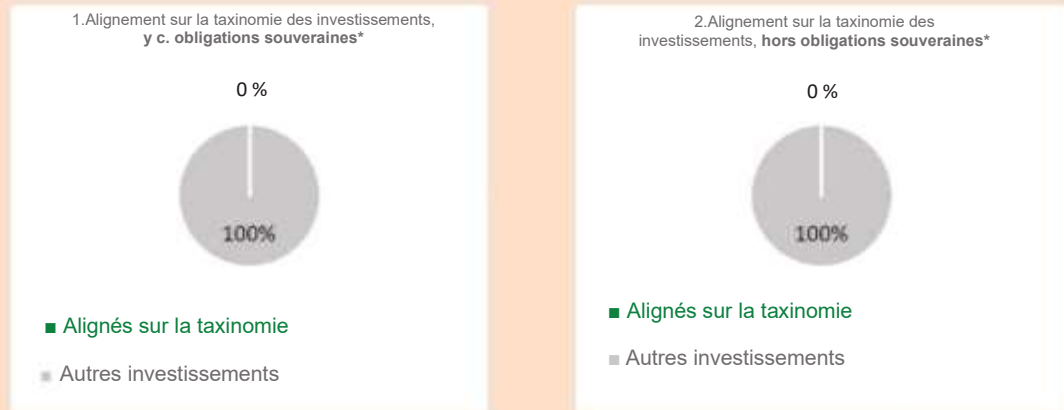 1.Alignement sur la taxinomie des investissements,
y c. obligations souveraines*
0 %
100%
■ Alignés sur la taxinomie
■ Autres investissements
2.Alignement sur la taxinomie des
investissements, hors obligations souveraines*
0 %
100%
■ Alignés sur la taxinomie
■ Autres investissements